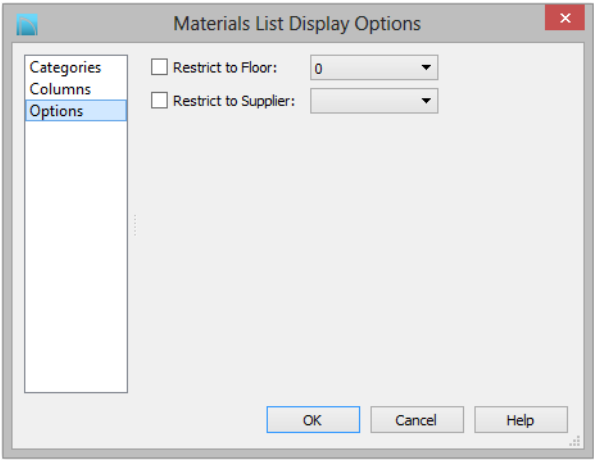 Materials List Display Options
×
Categories
Columns
Options
Restrict to Floor: 0
Restrict to Supplier:
OK Cancel Help